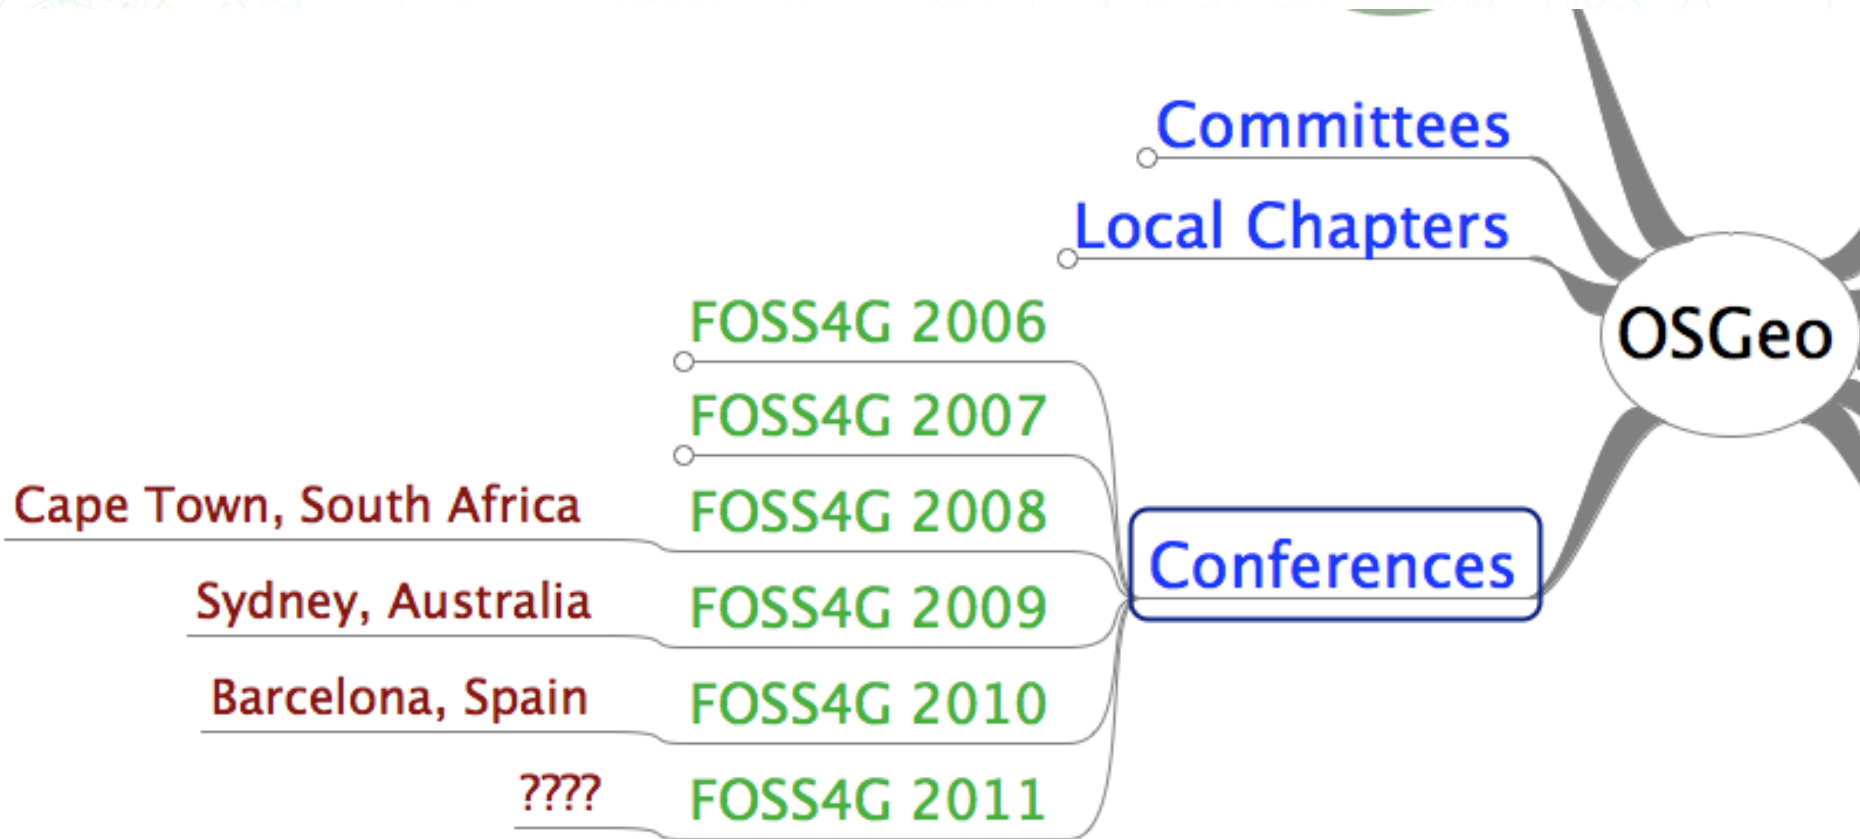 Committees
Local Chapters
OSGeo
FOSS4G 2006
FOSS4G 2007
Cape Town, South Africa
FOSS4G 2008
Conferences
Sydney, Australia
FOSS4G 2009
Barcelona, Spain
FOSS4G 2010
????
FOSS4G 2011